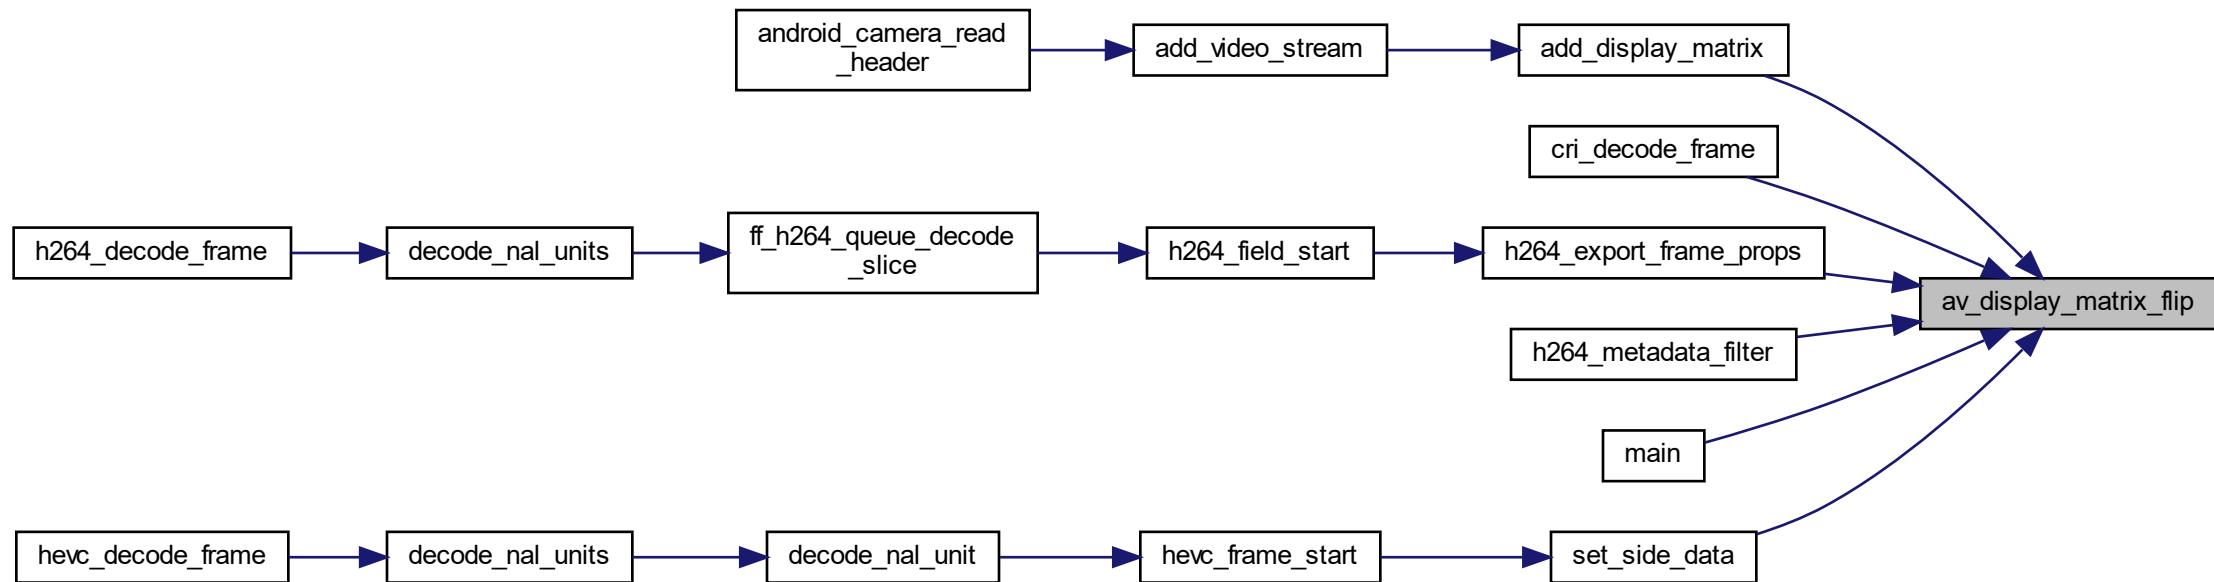 android_camera_read
_header
add_video_stream
add_display_matrix
cri_decode_frame
h264_decode_frame
decode_nal_units
ff_h264_queue_decode
_slice
h264_field_start
h264_export_frame_props
av_display_matrix_flip
h264_metadata_filter
main
hevc_decode_frame
decode_nal_units
decode_nal_unit
hevc_frame_start
set_side_data